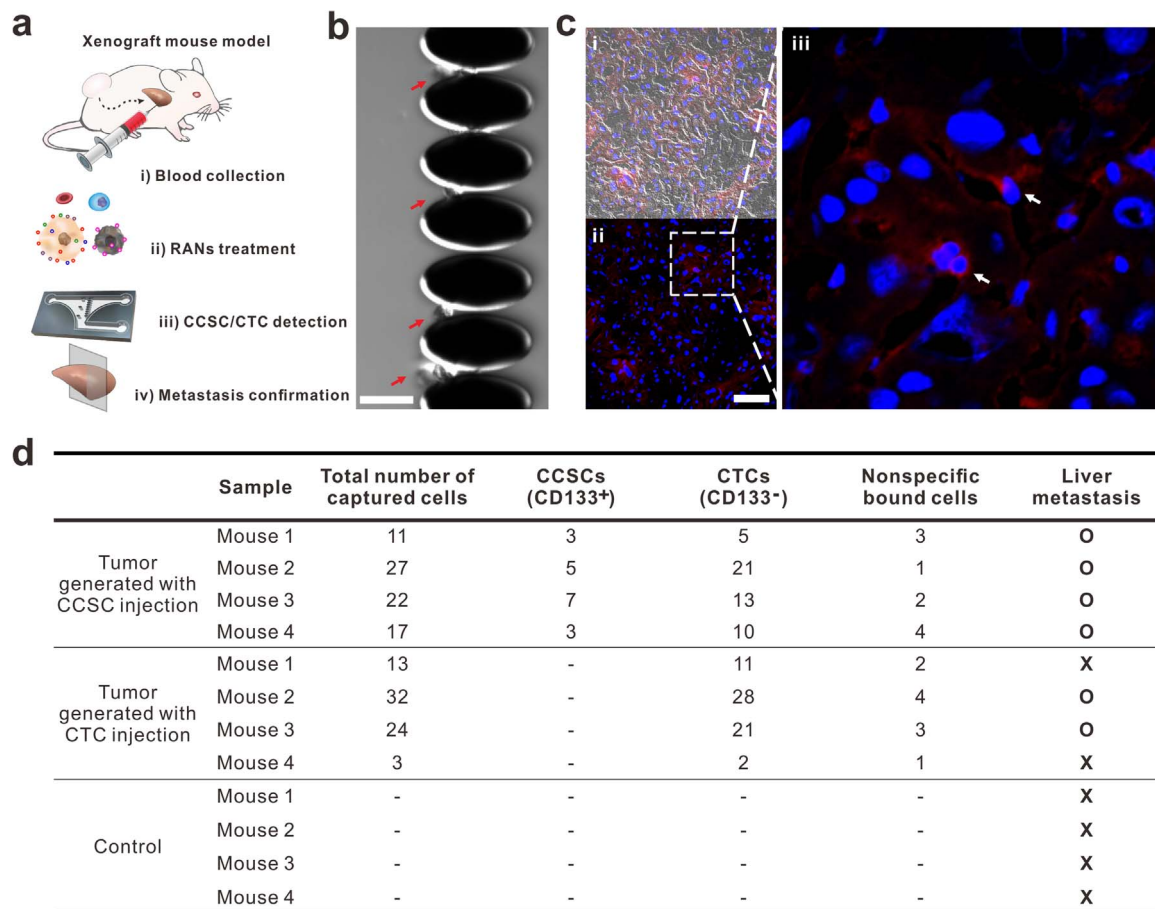 a
Xenograft mouse model
i) Blood collection
ii) RANs treatment
iii) CCSC/CTC detection
iv) Metastasis confirmation
b
c
i
ii
iii
d
Sample Total number of captured cells CCSCs (CD133+) CTCs (CD133-) Nonspecific bound cells Liver metastasis
Tumor generated with CCSC injection
Mouse 1 11 3 5 3 O
Mouse 2 27 5 21 1 O
Mouse 3 22 7 13 2 O
Mouse 4 17 3 10 4 O
Tumor generated with CTC injection
Mouse 1 13 - 11 2 X
Mouse 2 32 - 28 4 O
Mouse 3 24 - 21 3 O
Mouse 4 3 - 2 1 X
Control
Mouse 1 - - - - X
Mouse 2 - - - - X
Mouse 3 - - - - X
Mouse 4 - - - - X